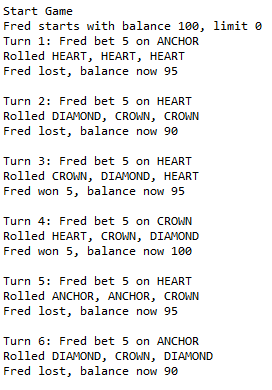 Start Game
Fred starts with balance 100, limit 0
Turn 1: Fred bet 5 on ANCHOR
Rolled HEART, HEART, HEART
Fred lost, balance now 95

Turn 2: Fred bet 5 on HEART
Rolled DIAMOND, CROWN, CROWN
Fred lost, balance now 90

Turn 3: Fred bet 5 on HEART
Rolled CROWN, DIAMOND, HEART
Fred won 5, balance now 95

Turn 4: Fred bet 5 on CROWN
Rolled HEART, CROWN, DIAMOND
Fred won 5, balance now 100

Turn 5: Fred bet 5 on HEART
Rolled ANCHOR, ANCHOR, CROWN
Fred lost, balance now 95

Turn 6: Fred bet 5 on ANCHOR
Rolled DIAMOND, CROWN, DIAMOND
Fred lost, balance now 90